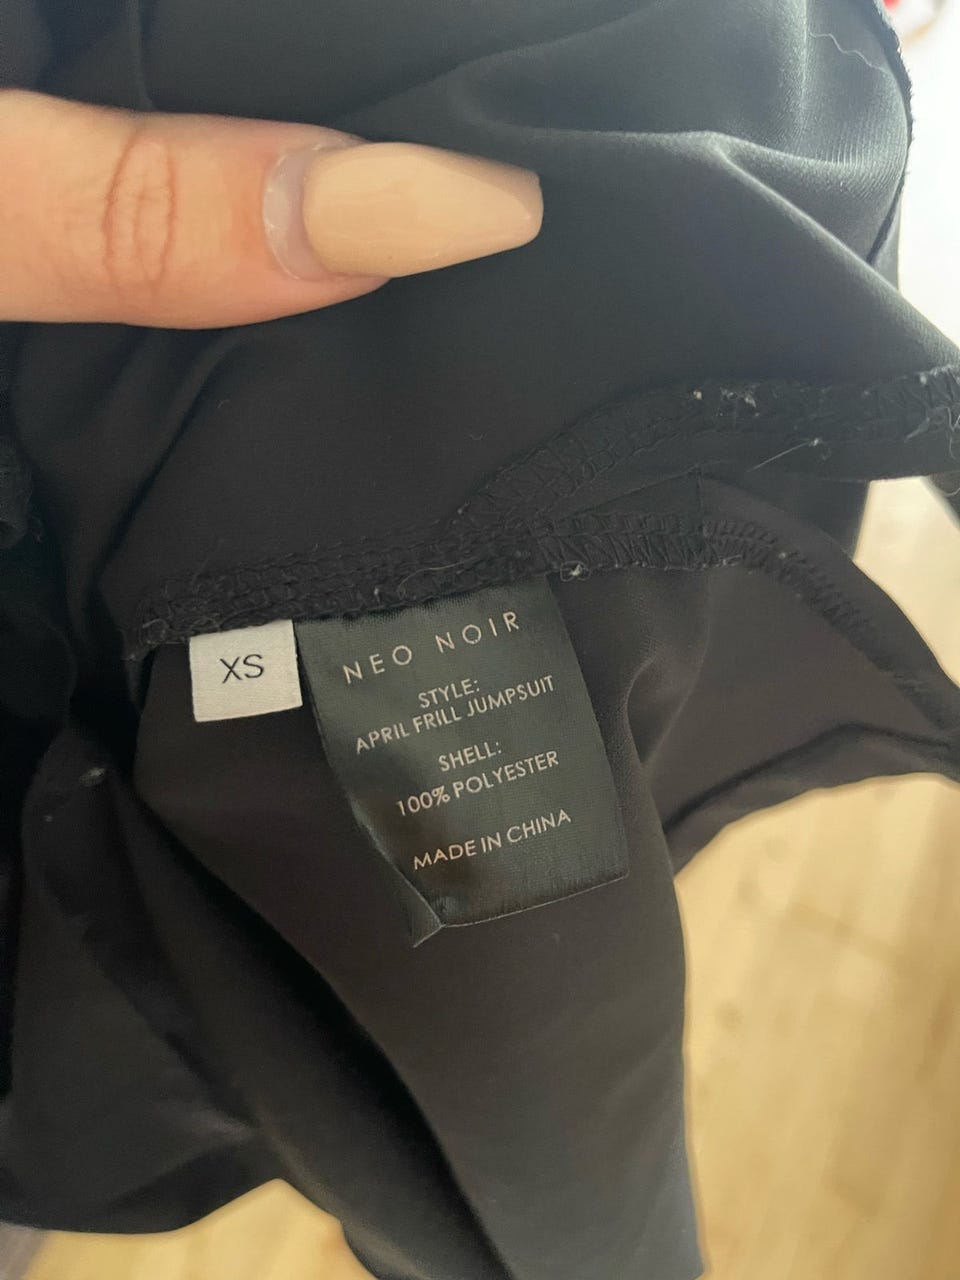 XS
NEO NOIR
STYLE:
APRIL FRILL JUMPSUIT
SHELL:
100% POLYESTER
MADE IN CHINA